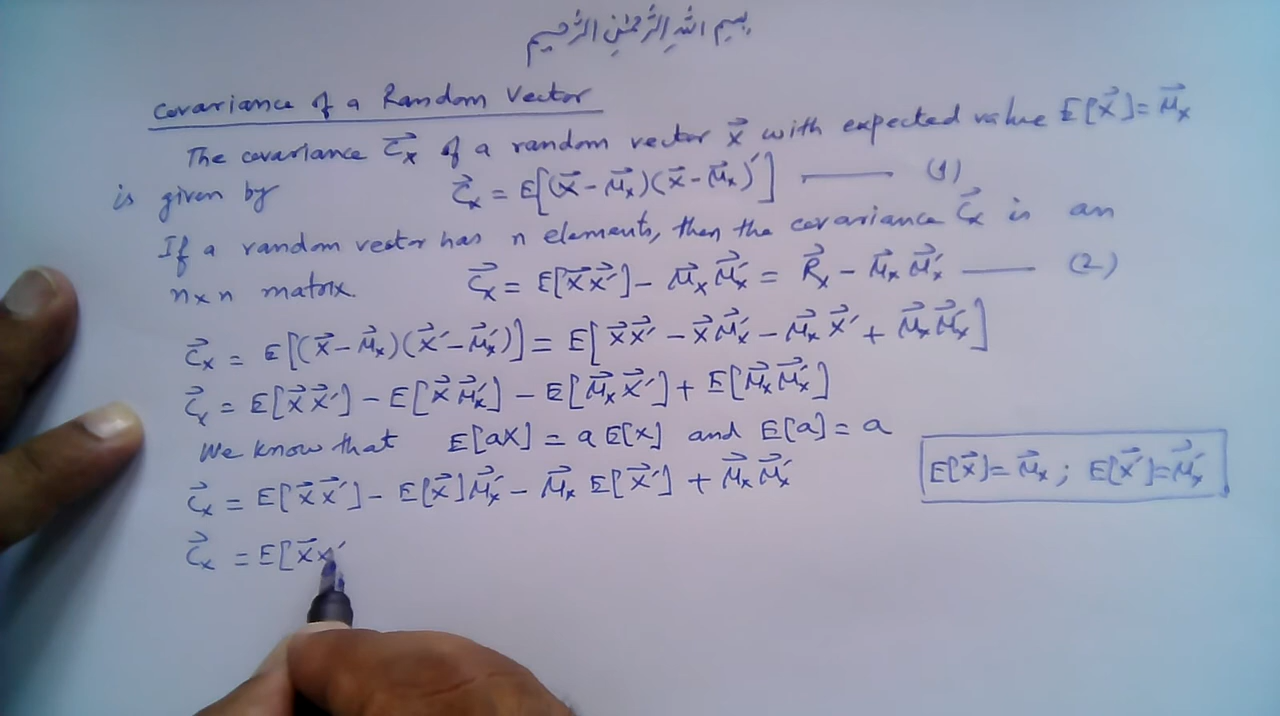 بسم الله الرحمن الرحيم
Covariance of a Random Vector
The covariance C⃗ₓ of a random vector x⃗ with expected value E[x⃗] = μ⃗ₓ
is given by C⃗ₓ = E[(x⃗ - μ⃗ₓ)(x⃗ - μ⃗ₓ)′] ——— (1)
If a random vector has n elements, then the covariance C⃗ₓ is an
n×n matrix. C⃗ₓ = E[x⃗x⃗′] - μ⃗ₓμ⃗ₓ′ = R⃗ₓ - μ⃗ₓμ⃗ₓ′ ——— (2)
C⃗ₓ = E[(x⃗ - μ⃗ₓ)(x⃗′ - μ⃗ₓ′)] = E[x⃗x⃗′ - x⃗μ⃗ₓ′ - μ⃗ₓx⃗′ + μ⃗ₓμ⃗ₓ′]
C⃗ₓ = E[x⃗x⃗′] - E[x⃗μ⃗ₓ′] - E[μ⃗ₓx⃗′] + E[μ⃗ₓμ⃗ₓ′]
We know that E[aX] = a E[x] and E[a] = a
E[x⃗] = μ⃗ₓ ; E[x⃗′] = μ⃗ₓ′
C⃗ₓ = E[x⃗x⃗′] - E[x⃗]μ⃗ₓ′ - μ⃗ₓ E[x⃗′] + μ⃗ₓμ⃗ₓ′
C⃗ₓ = E[x⃗x′